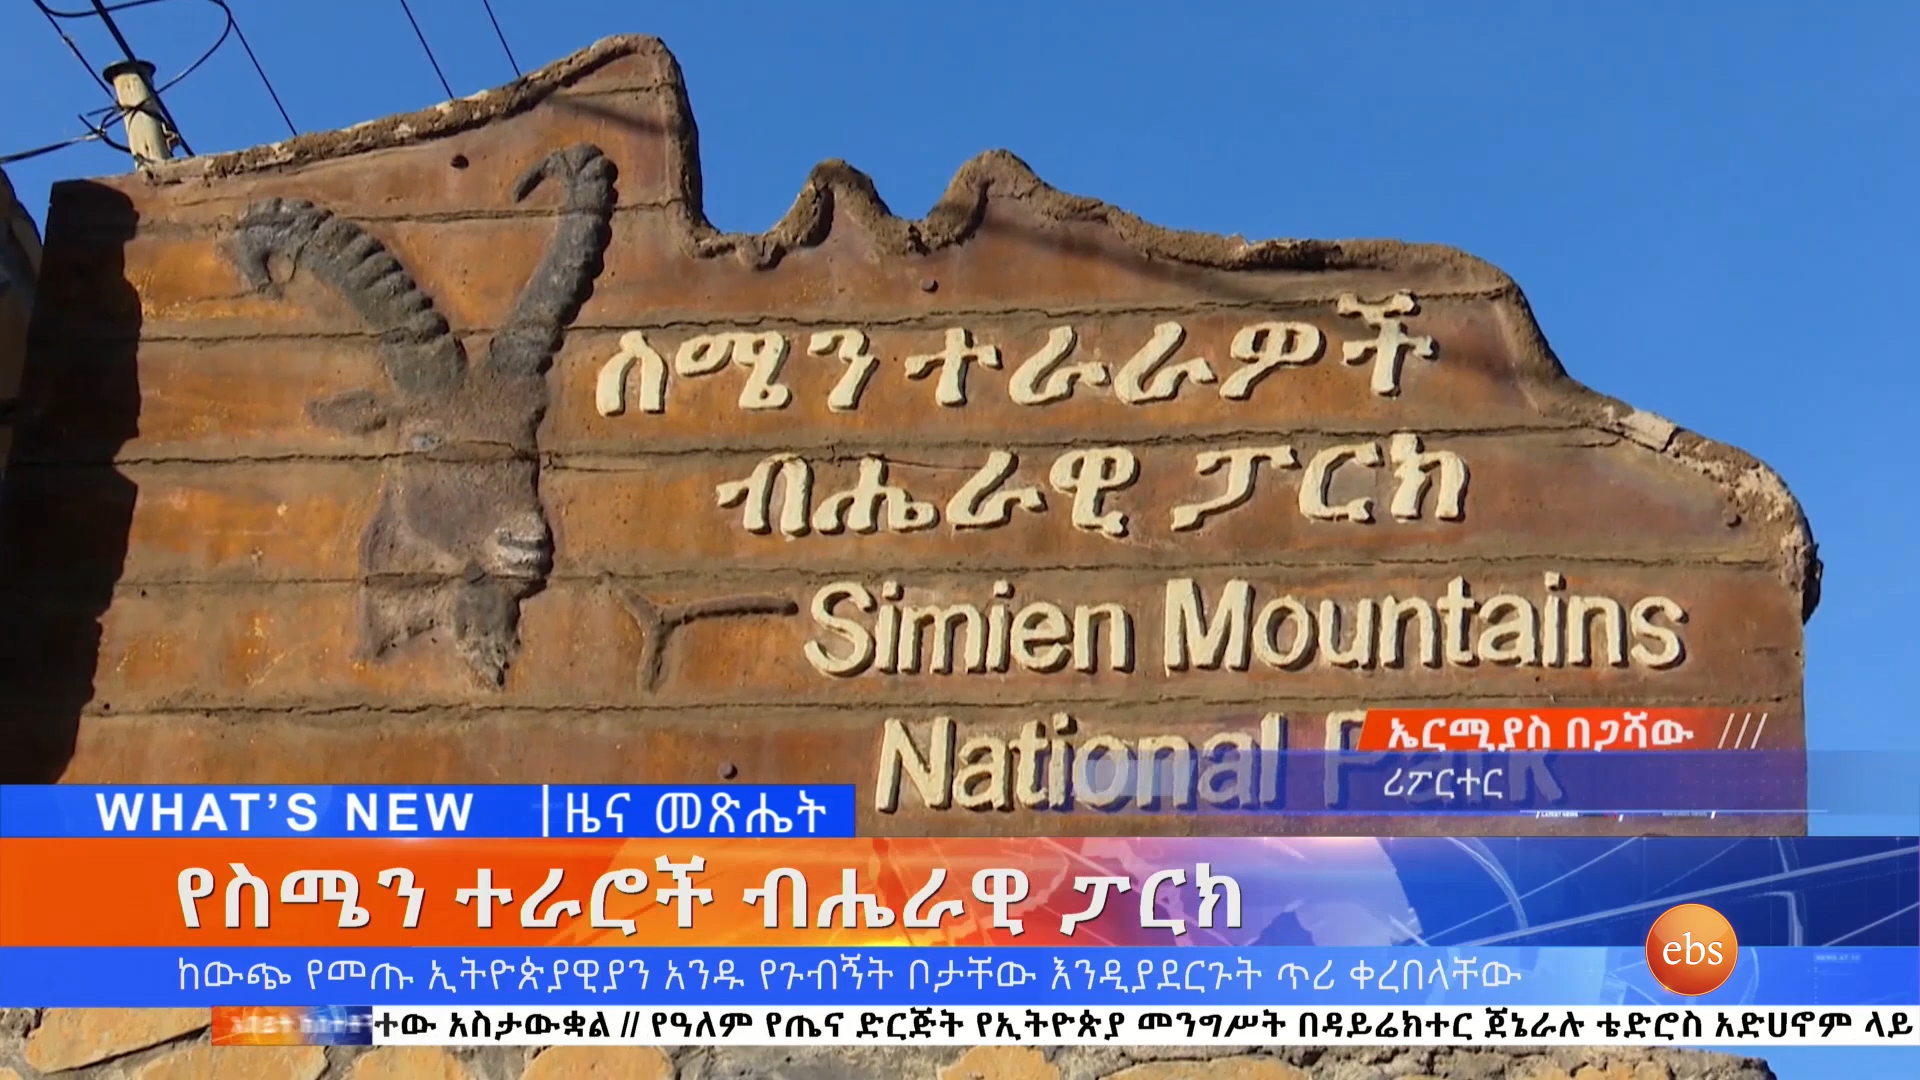 ስሜን ተራራዎች
ብሔራዊ ፓርክ
Simien Mountains
National Park
ኤርሚያስ በጋሻው
ሪፖርተር
WHAT'S NEW | ዜና መጽሔት
የስሜን ተራሮች ብሔራዊ ፓርክ
ebs
ከውጭ የመጡ ኢትዮጵያዊያን አንዱ የጉብኝት ቦታቸው እንዲያደርጉት ጥሪ ቀረበላቸው
ተው አስታውቋል // የዓለም የጤና ድርጅት የኢትዮጵያ መንግሥት በዳይሬክተር ጀኔራሉ ቴድሮስ አድሀኖም ላይ